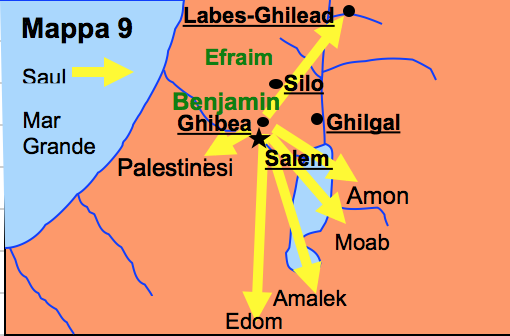 Labes-Ghilead
Mappa 9
Efraim
Saul
Silo
Benjamin
Mar
Grande
Ghibea
Ghilgal
Palestinesi
Salem
Amon
Moab
Amalek
Edom